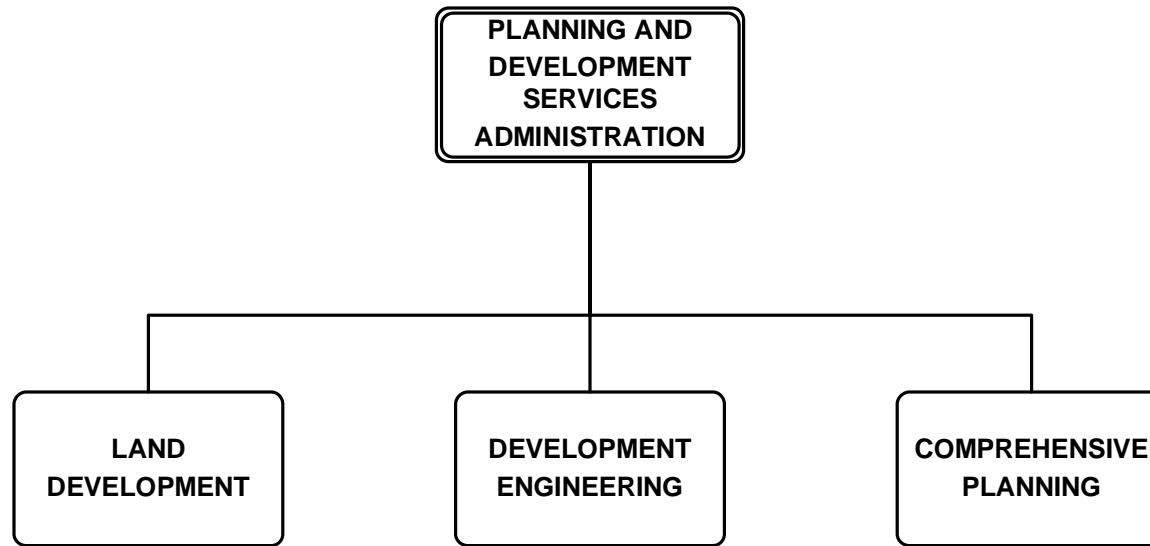 PLANNING AND
DEVELOPMENT
SERVICES
ADMINISTRATION
LAND
DEVELOPMENT
DEVELOPMENT
ENGINEERING
COMPREHENSIVE
PLANNING